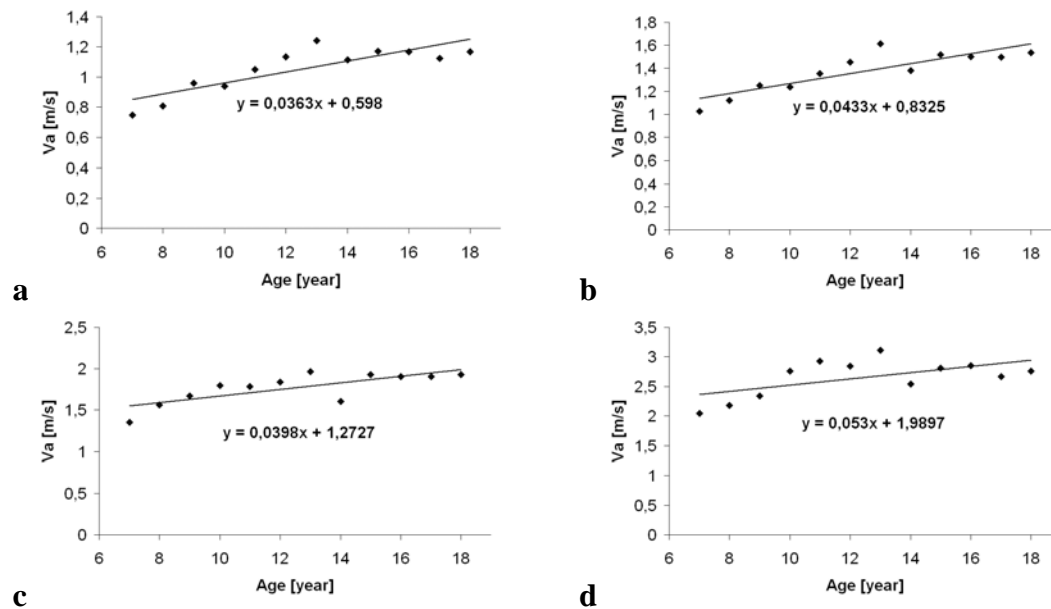 1,4
1,2
1
0,8
0,6
0,4
0,2
0
Va [m/s]
y = 0,0363x + 0,598
6 8 10 12 14 16 18
Age [year]
a
1,8
1,6
1,4
1,2
1
0,8
0,6
0,4
0,2
0
Va [m/s]
y = 0,0433x + 0,8325
6 8 10 12 14 16 18
Age [year]
b
2,5
2
1,5
1
0,5
0
Va [m/s]
y = 0,0398x + 1,2727
6 8 10 12 14 16 18
Age [year]
c
3,5
3
2,5
2
1,5
1
0,5
0
Va [m/s]
y = 0,053x + 1,9897
6 8 10 12 14 16 18
Age [year]
d